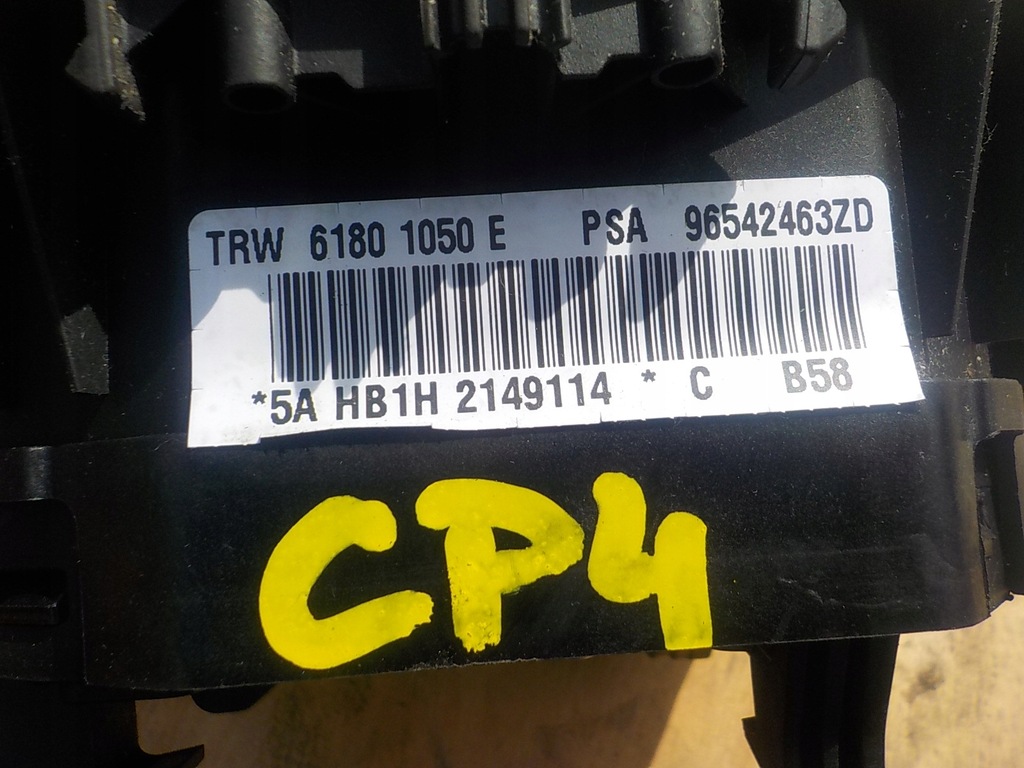 TRW 6180 1050 E PSA 96542463ZD
*5A HB1H 2149114 * C B58
CP4